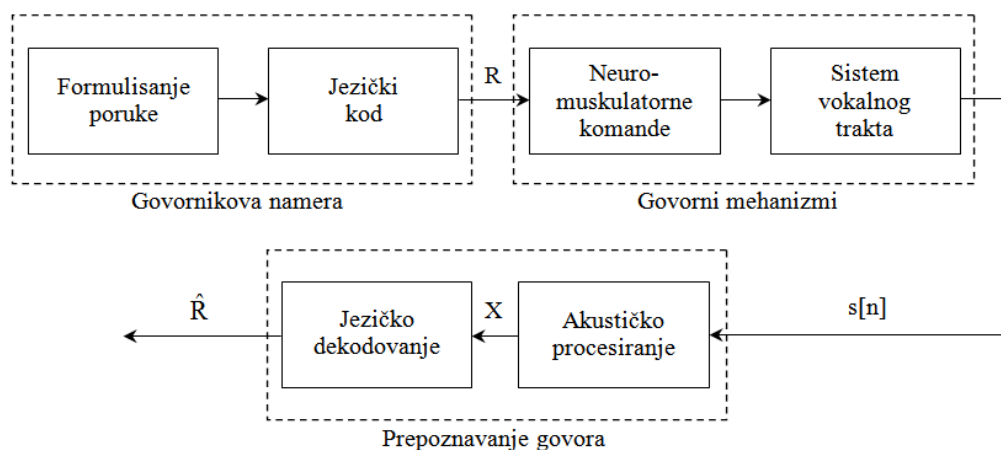 Formulisanje
poruke
Jezički
kod
R
Neuro-
muskulatorne
komande
Sistem
vokalnog
trakta
Govornikova namera
Govorni mehanizmi
R̂
Jezičko
dekodovanje
X
Akustičko
procesiranje
s[n]
Prepoznavanje govora